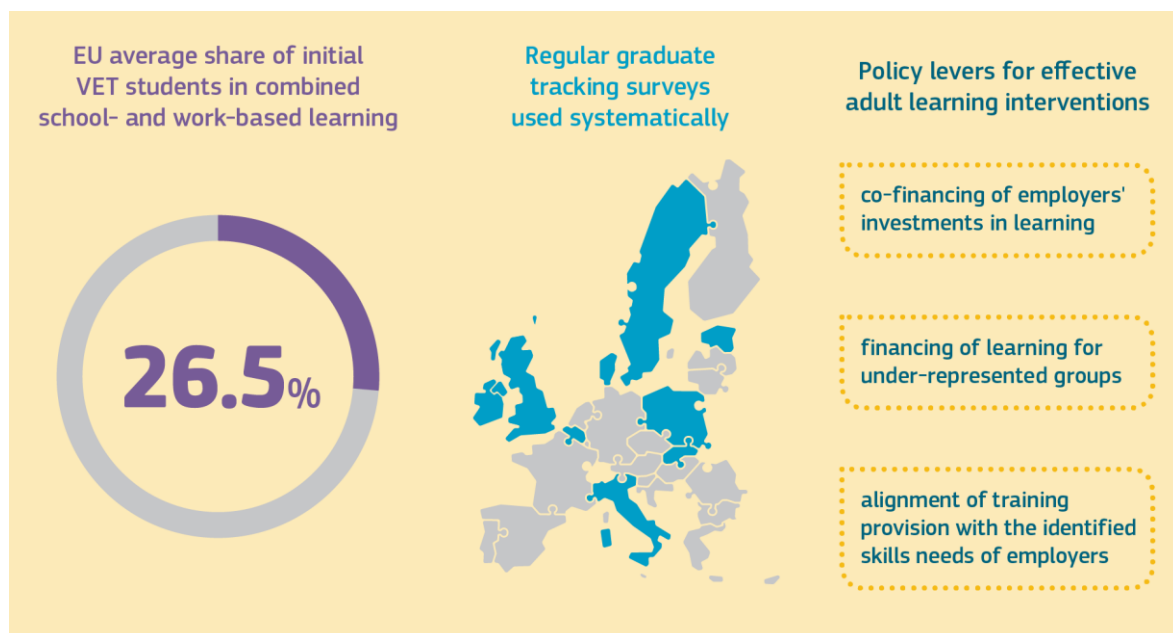 EU average share of initial
VET students in combined
school- and work-based learning
26.5%
Regular graduate
tracking surveys
used systematically
Policy levers for effective
adult learning interventions
co-financing of employers'
investments in learning
financing of learning for
under-represented groups
alignment of training
provision with the identified
skills needs of employers